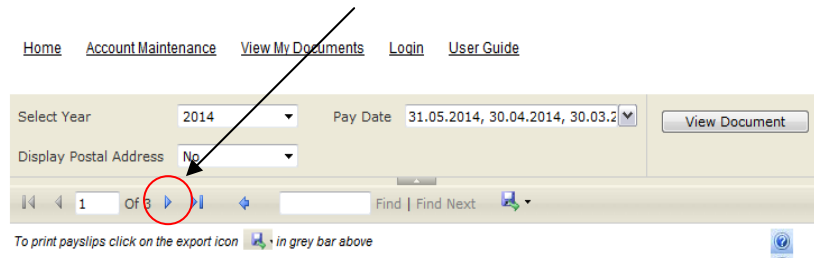 Home Account Maintenance View My Documents Login User Guide
Select Year 2014 Pay Date 31.05.2014, 30.04.2014, 30.03.2 View Document
Display Postal Address No
1 Of 3 Find | Find Next
To print payslips click on the export icon in grey bar above